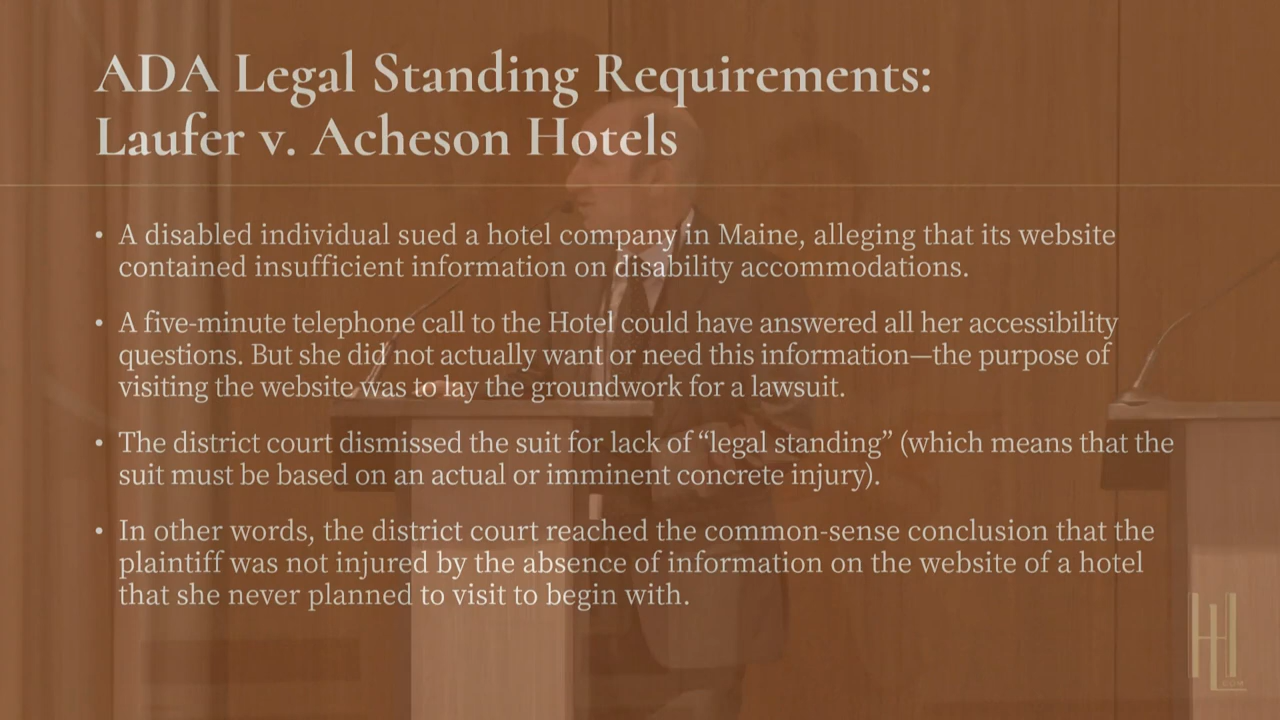 ADA Legal Standing Requirements:
Laufer v. Acheson Hotels
• A disabled individual sued a hotel company in Maine, alleging that its website
contained insufficient information on disability accommodations.
• A five-minute telephone call to the Hotel could have answered all her accessibility
questions. But she did not actually want or need this information—the purpose of
visiting the website was to lay the groundwork for a lawsuit.
• The district court dismissed the suit for lack of “legal standing” (which means that the
suit must be based on an actual or imminent concrete injury).
• In other words, the district court reached the common-sense conclusion that the
plaintiff was not injured by the absence of information on the website of a hotel
that she never planned to visit to begin with.